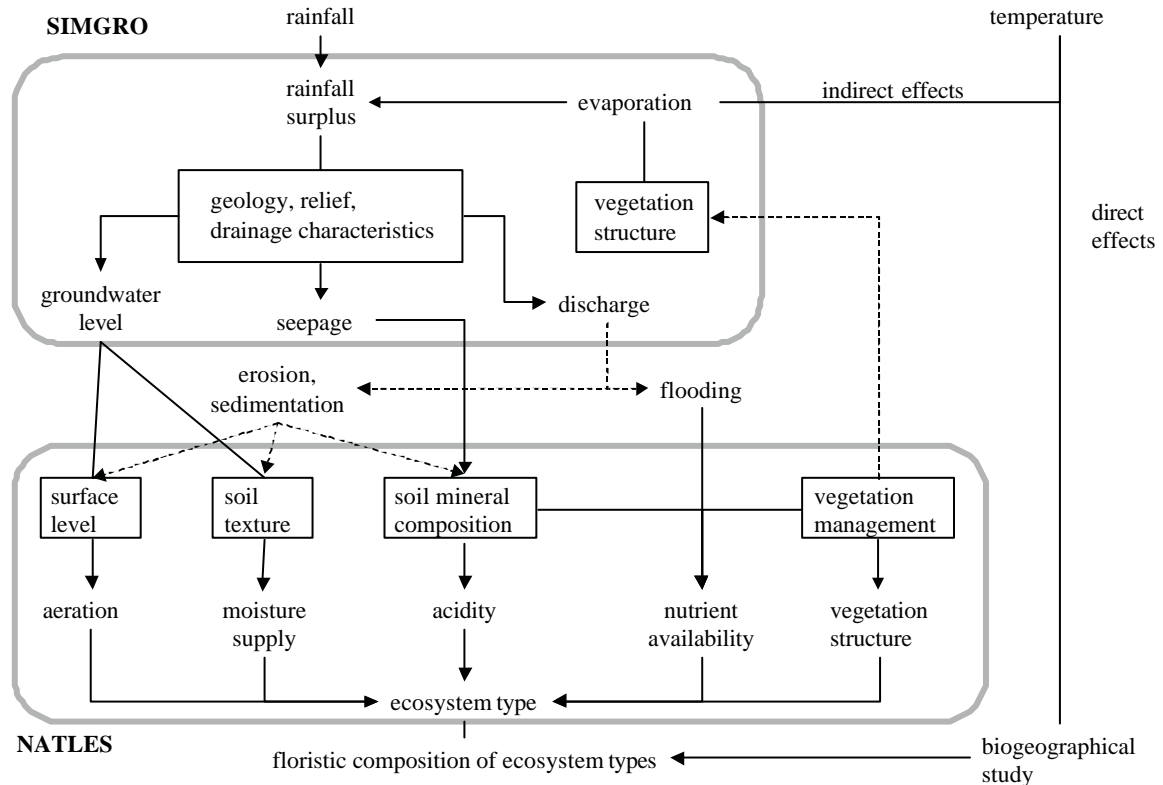 SIMGRO
rainfall
temperature
rainfall
surplus
evaporation
indirect effects
geology, relief,
drainage characteristics
vegetation
structure
direct
effects
groundwater
level
seepage
discharge
erosion,
sedimentation
flooding
surface
level
soil
texture
soil mineral
composition
vegetation
management
aeration
moisture
supply
acidity
nutrient
availability
vegetation
structure
ecosystem type
NATLES
floristic composition of ecosystem types
biogeographical
study